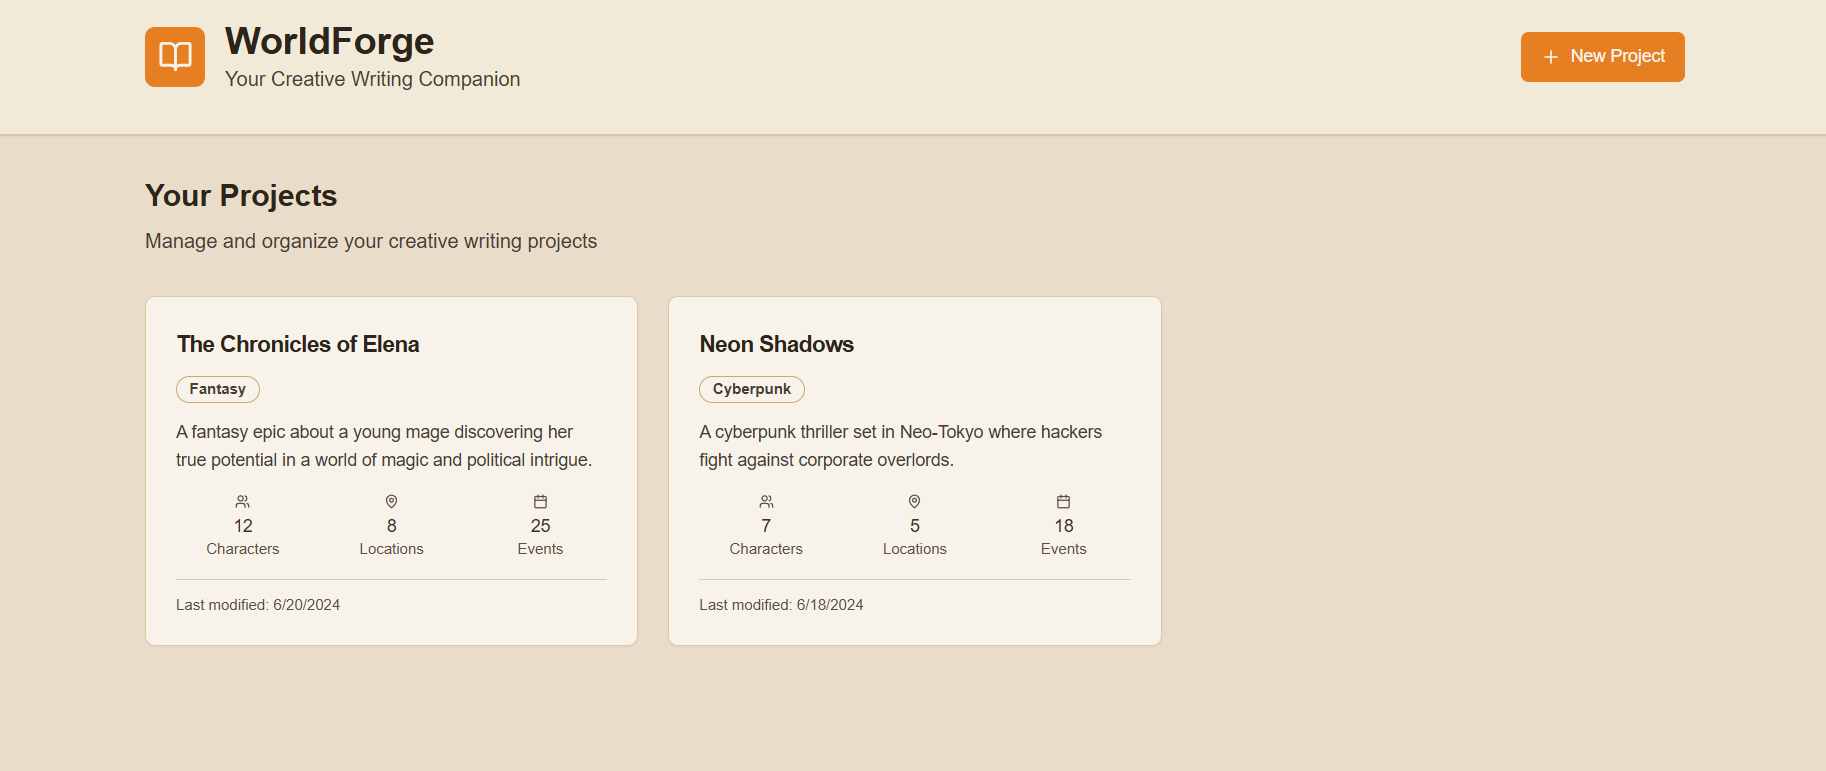 WorldForge
Your Creative Writing Companion
New Project
Your Projects
Manage and organize your creative writing projects
The Chronicles of Elena
Fantasy
A fantasy epic about a young mage discovering her
true potential in a world of magic and political intrigue.
12
Characters
8
Locations
25
Events
Last modified: 6/20/2024
Neon Shadows
Cyberpunk
A cyberpunk thriller set in Neo-Tokyo where hackers
fight against corporate overlords.
7
Characters
5
Locations
18
Events
Last modified: 6/18/2024